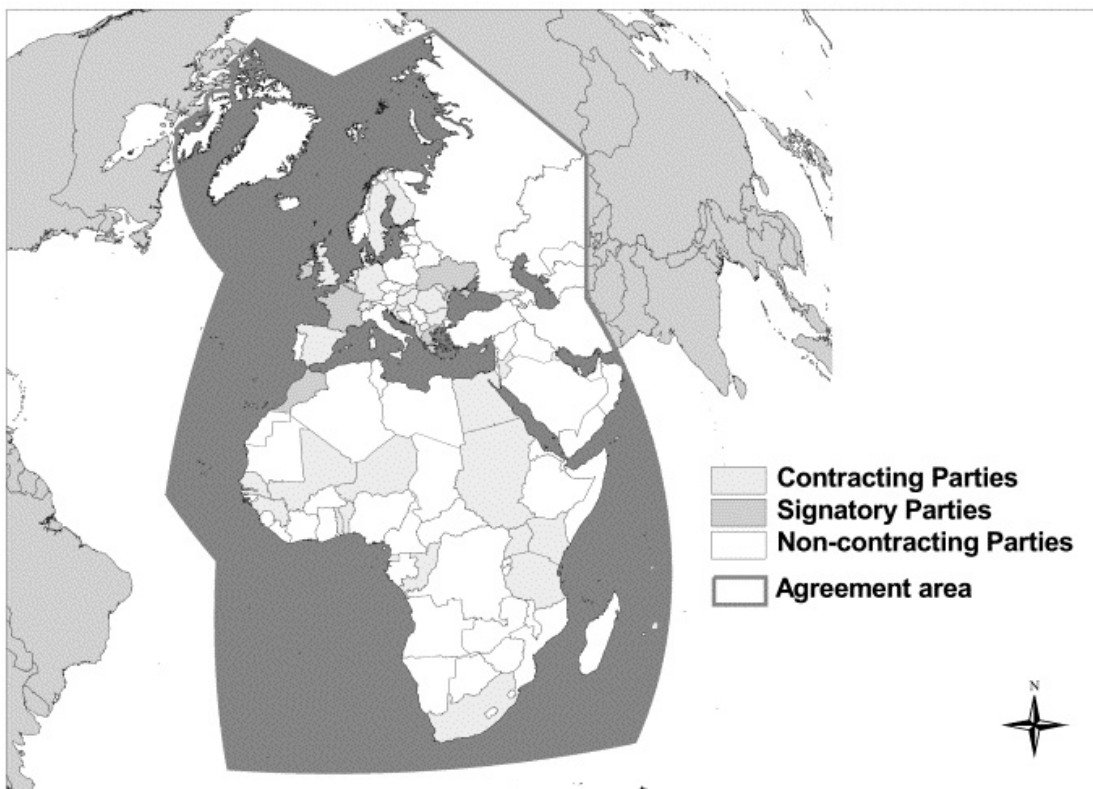 Contracting Parties
Signatory Parties
Non-contracting Parties
Agreement area
N